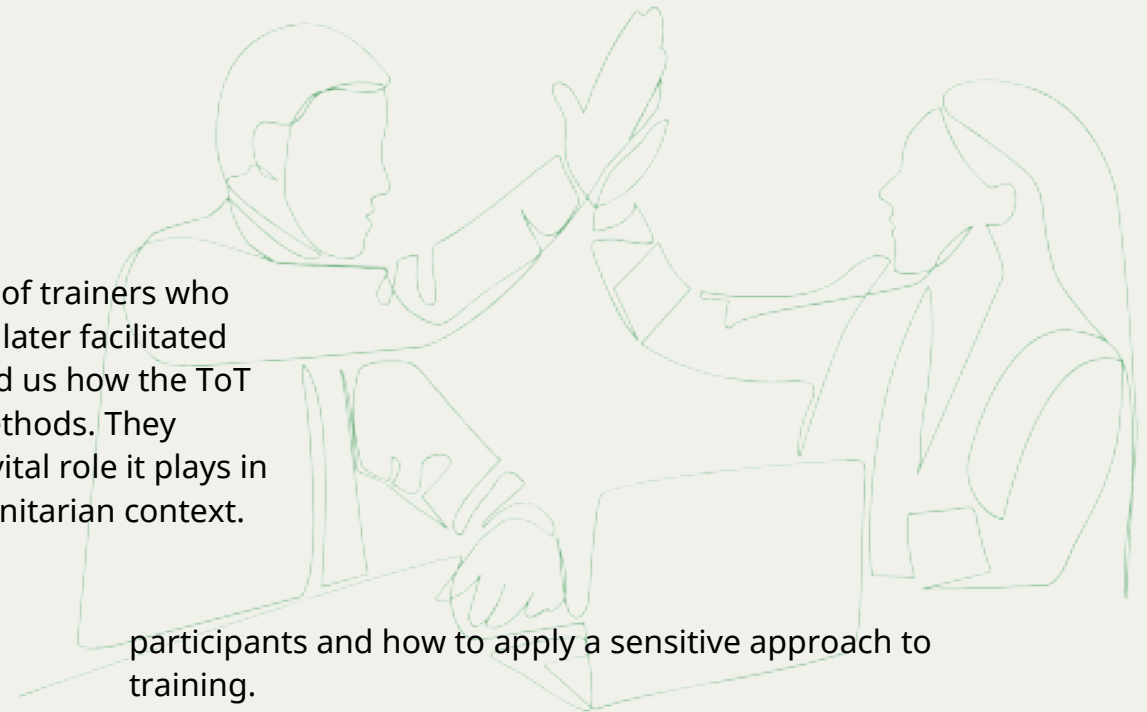 of trainers who
later facilitated
d us how the ToT
thods. They
vital role it plays in
nitarian context.
participants and how to apply a sensitive approach to
training.